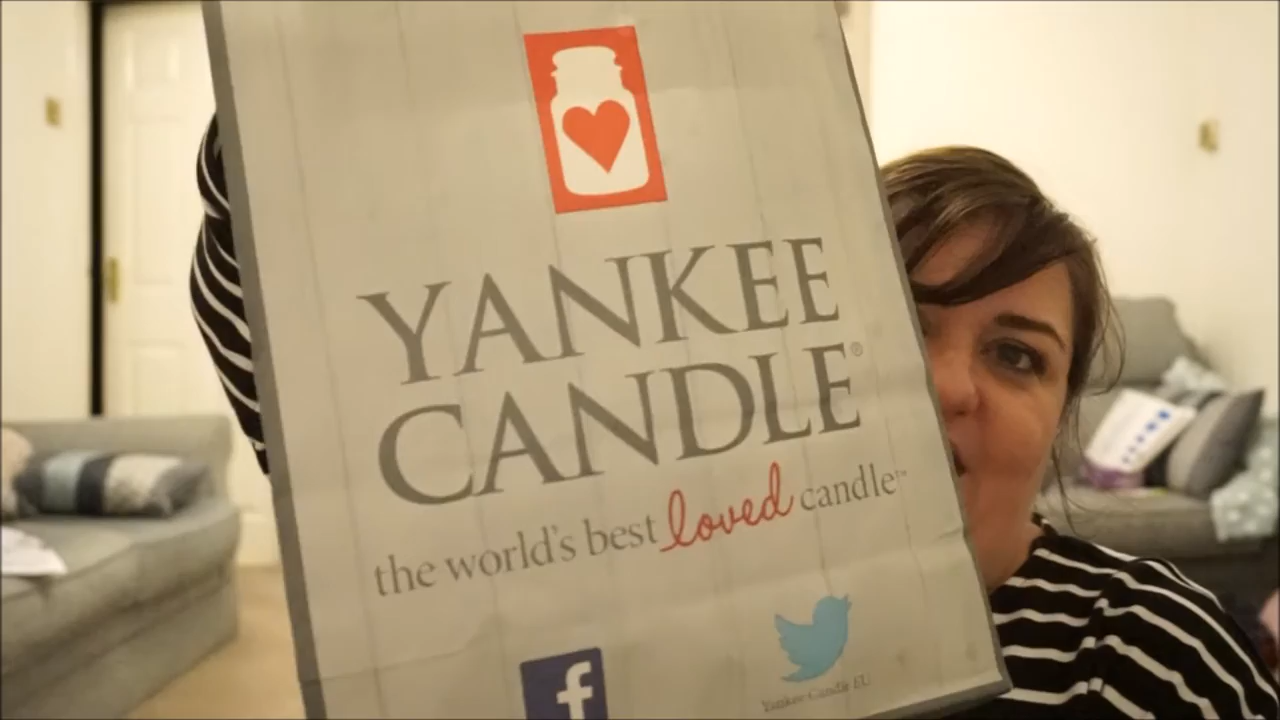 YANKEE
CANDLE®
the world's best loved candle™
f
Yankee Candle EU